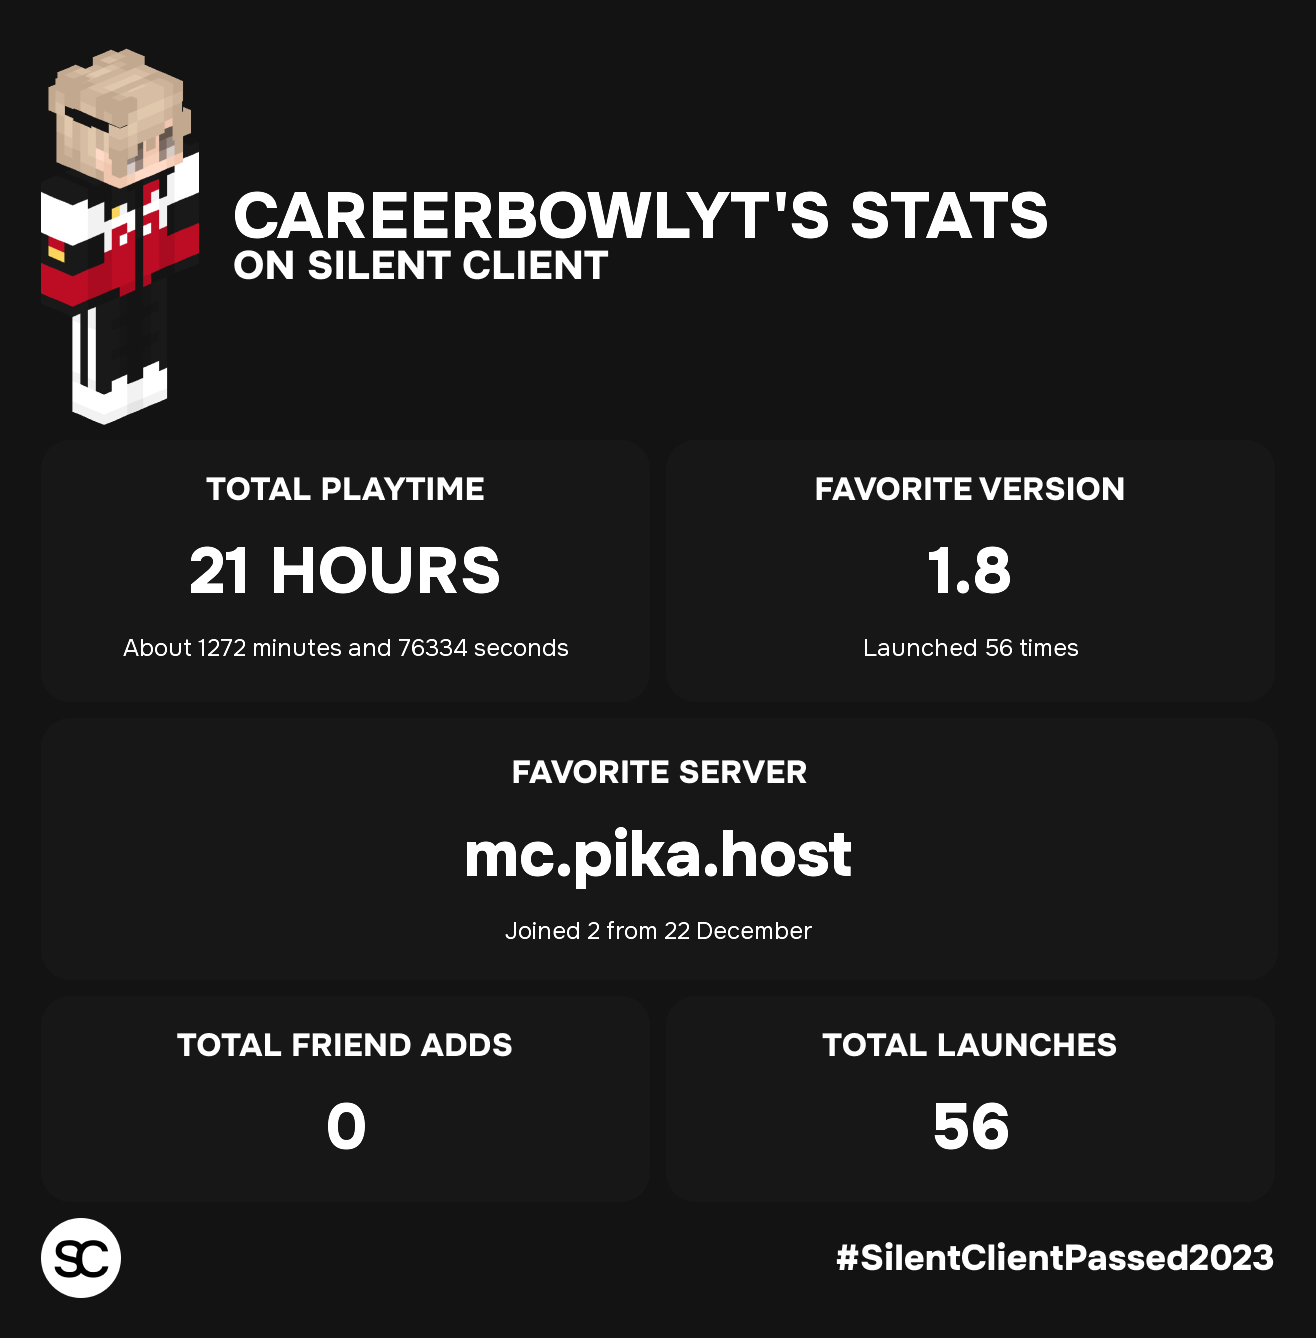 CAREERBOWLYT'S STATS
ON SILENT CLIENT
TOTAL PLAYTIME
21 HOURS
About 1272 minutes and 76334 seconds
FAVORITE VERSION
1.8
Launched 56 times
FAVORITE SERVER
mc.pika.host
Joined 2 from 22 December
TOTAL FRIEND ADDS
0
TOTAL LAUNCHES
56
SC
#SilentClientPassed2023